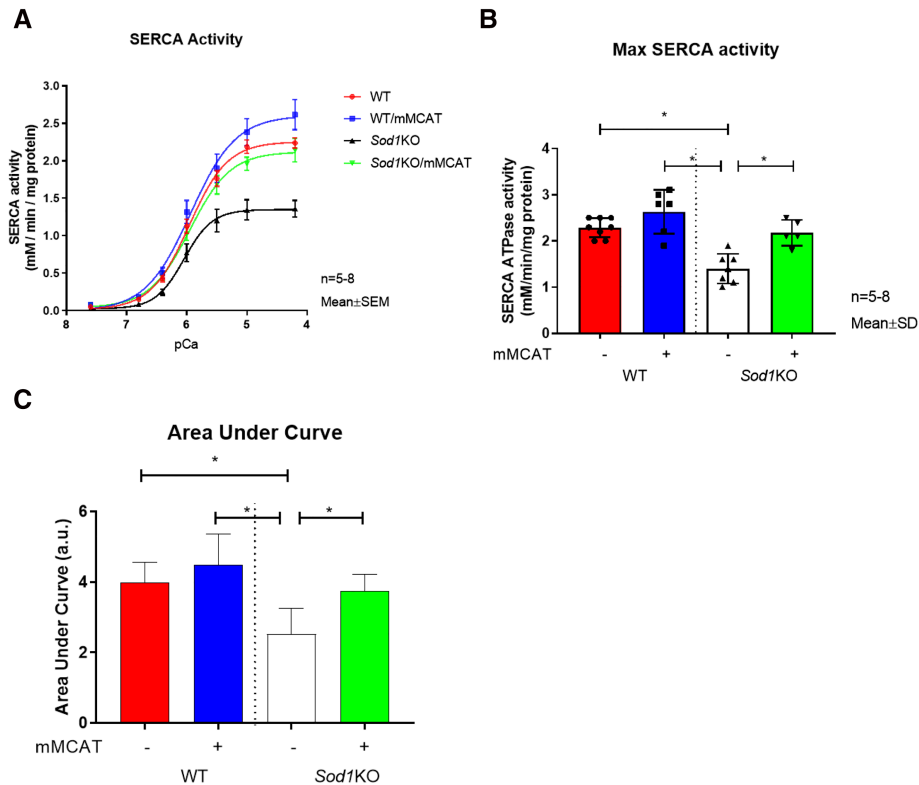 A
SERCA Activity
SERCA activity
(mM / min / mg protein)
3.0
2.5
2.0
1.5
1.0
0.5
0.0
8 7 6 5 4
pCa
WT
WT/mMCAT
Sod1KO
Sod1KO/mMCAT
n=5-8
Mean±SEM
B
Max SERCA activity
SERCA ATPase activity
(mM/min/mg protein)
4
3
2
1
0
*
* *
mMCAT - + - +
WT Sod1KO
n=5-8
Mean±SD
C
Area Under Curve
Area Under Curve (a.u.)
6
4
2
0
*
* *
mMCAT - + - +
WT Sod1KO